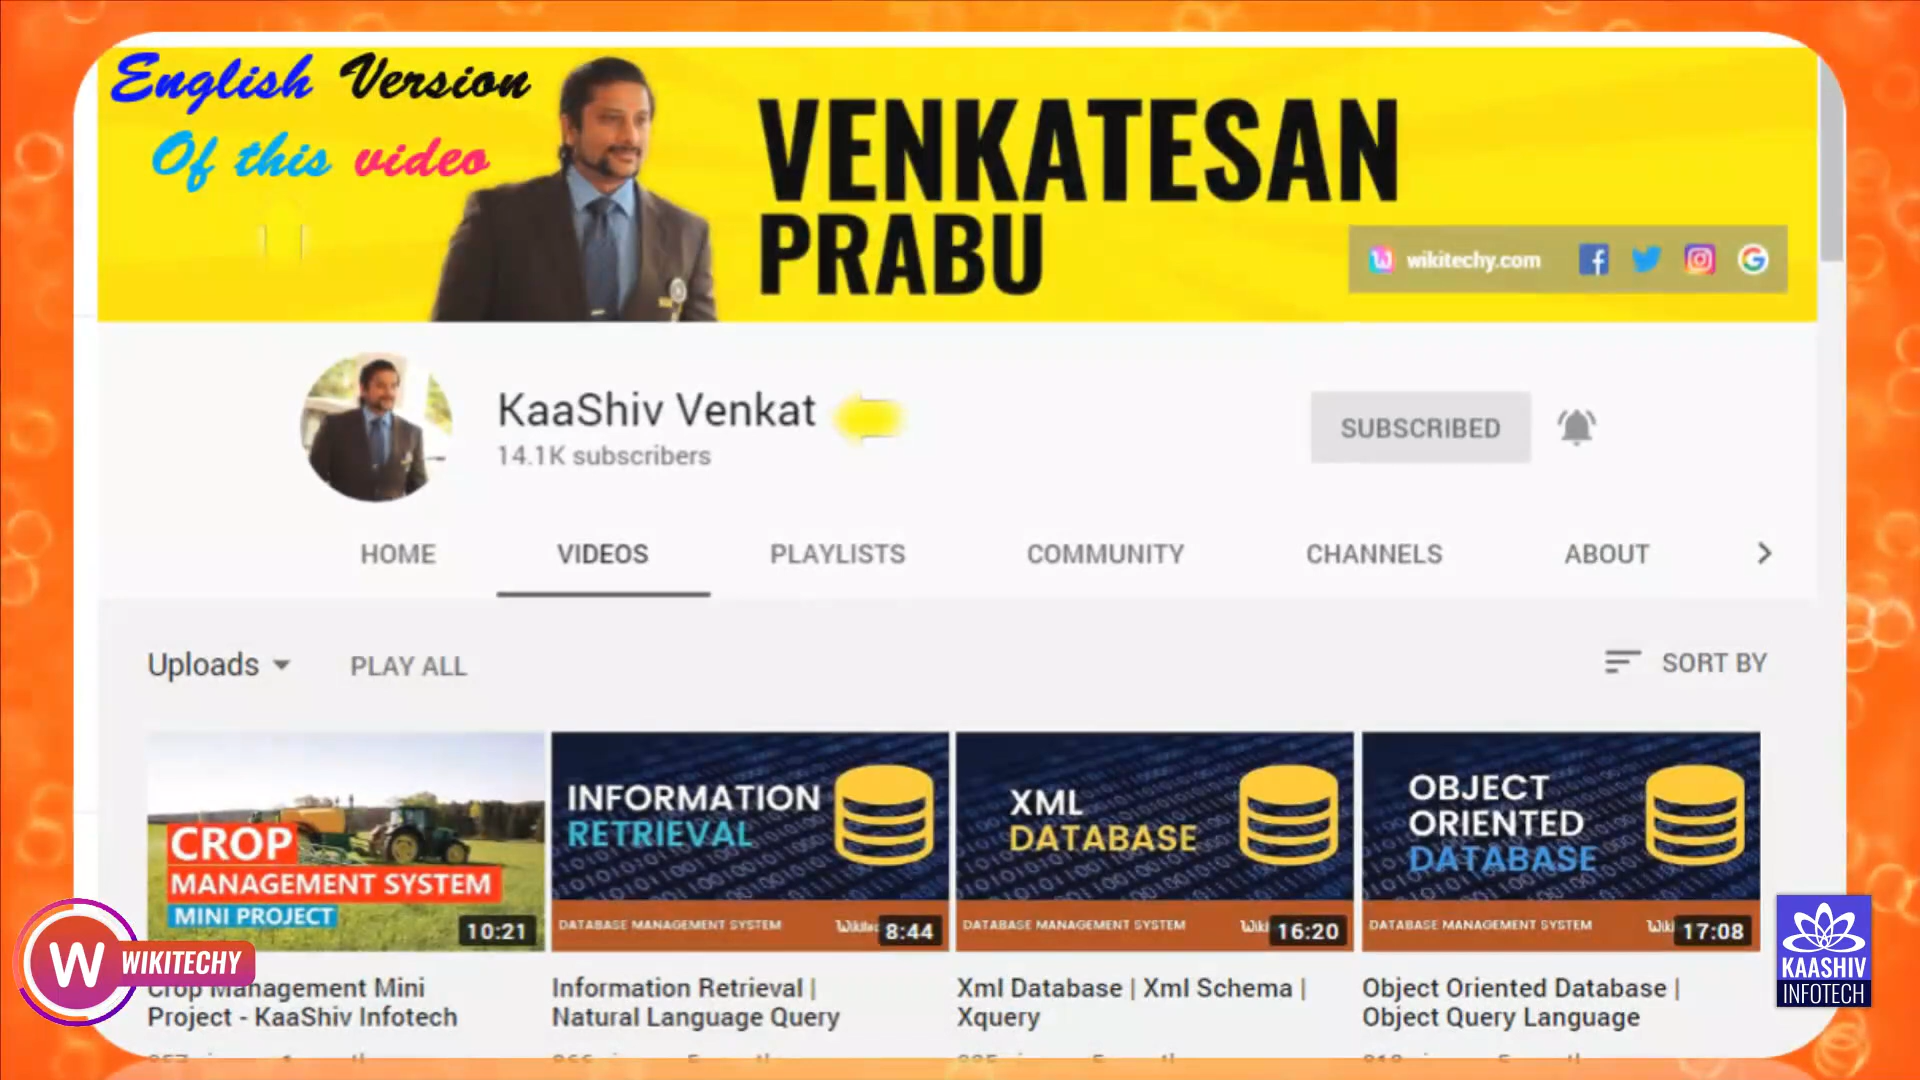 English Version
Of this video
VENKATESAN
PRABU
wikitechy.com
KaaShiv Venkat
14.1K subscribers
SUBSCRIBED
HOME
VIDEOS
PLAYLISTS
COMMUNITY
CHANNELS
ABOUT
Uploads
PLAY ALL
SORT BY
CROP
MANAGEMENT SYSTEM
MINI PROJECT
10:21
INFORMATION
RETRIEVAL
DATABASE MANAGEMENT SYSTEM
8:44
XML
DATABASE
DATABASE MANAGEMENT SYSTEM
16:20
OBJECT
ORIENTED
DATABASE
DATABASE MANAGEMENT SYSTEM
17:08
Crop Management Mini
Project - KaaShiv Infotech
Information Retrieval |
Natural Language Query
Xml Database | Xml Schema |
Xquery
Object Oriented Database |
Object Query Language
W WIKITECHY
KAASHIV
INFOTECH